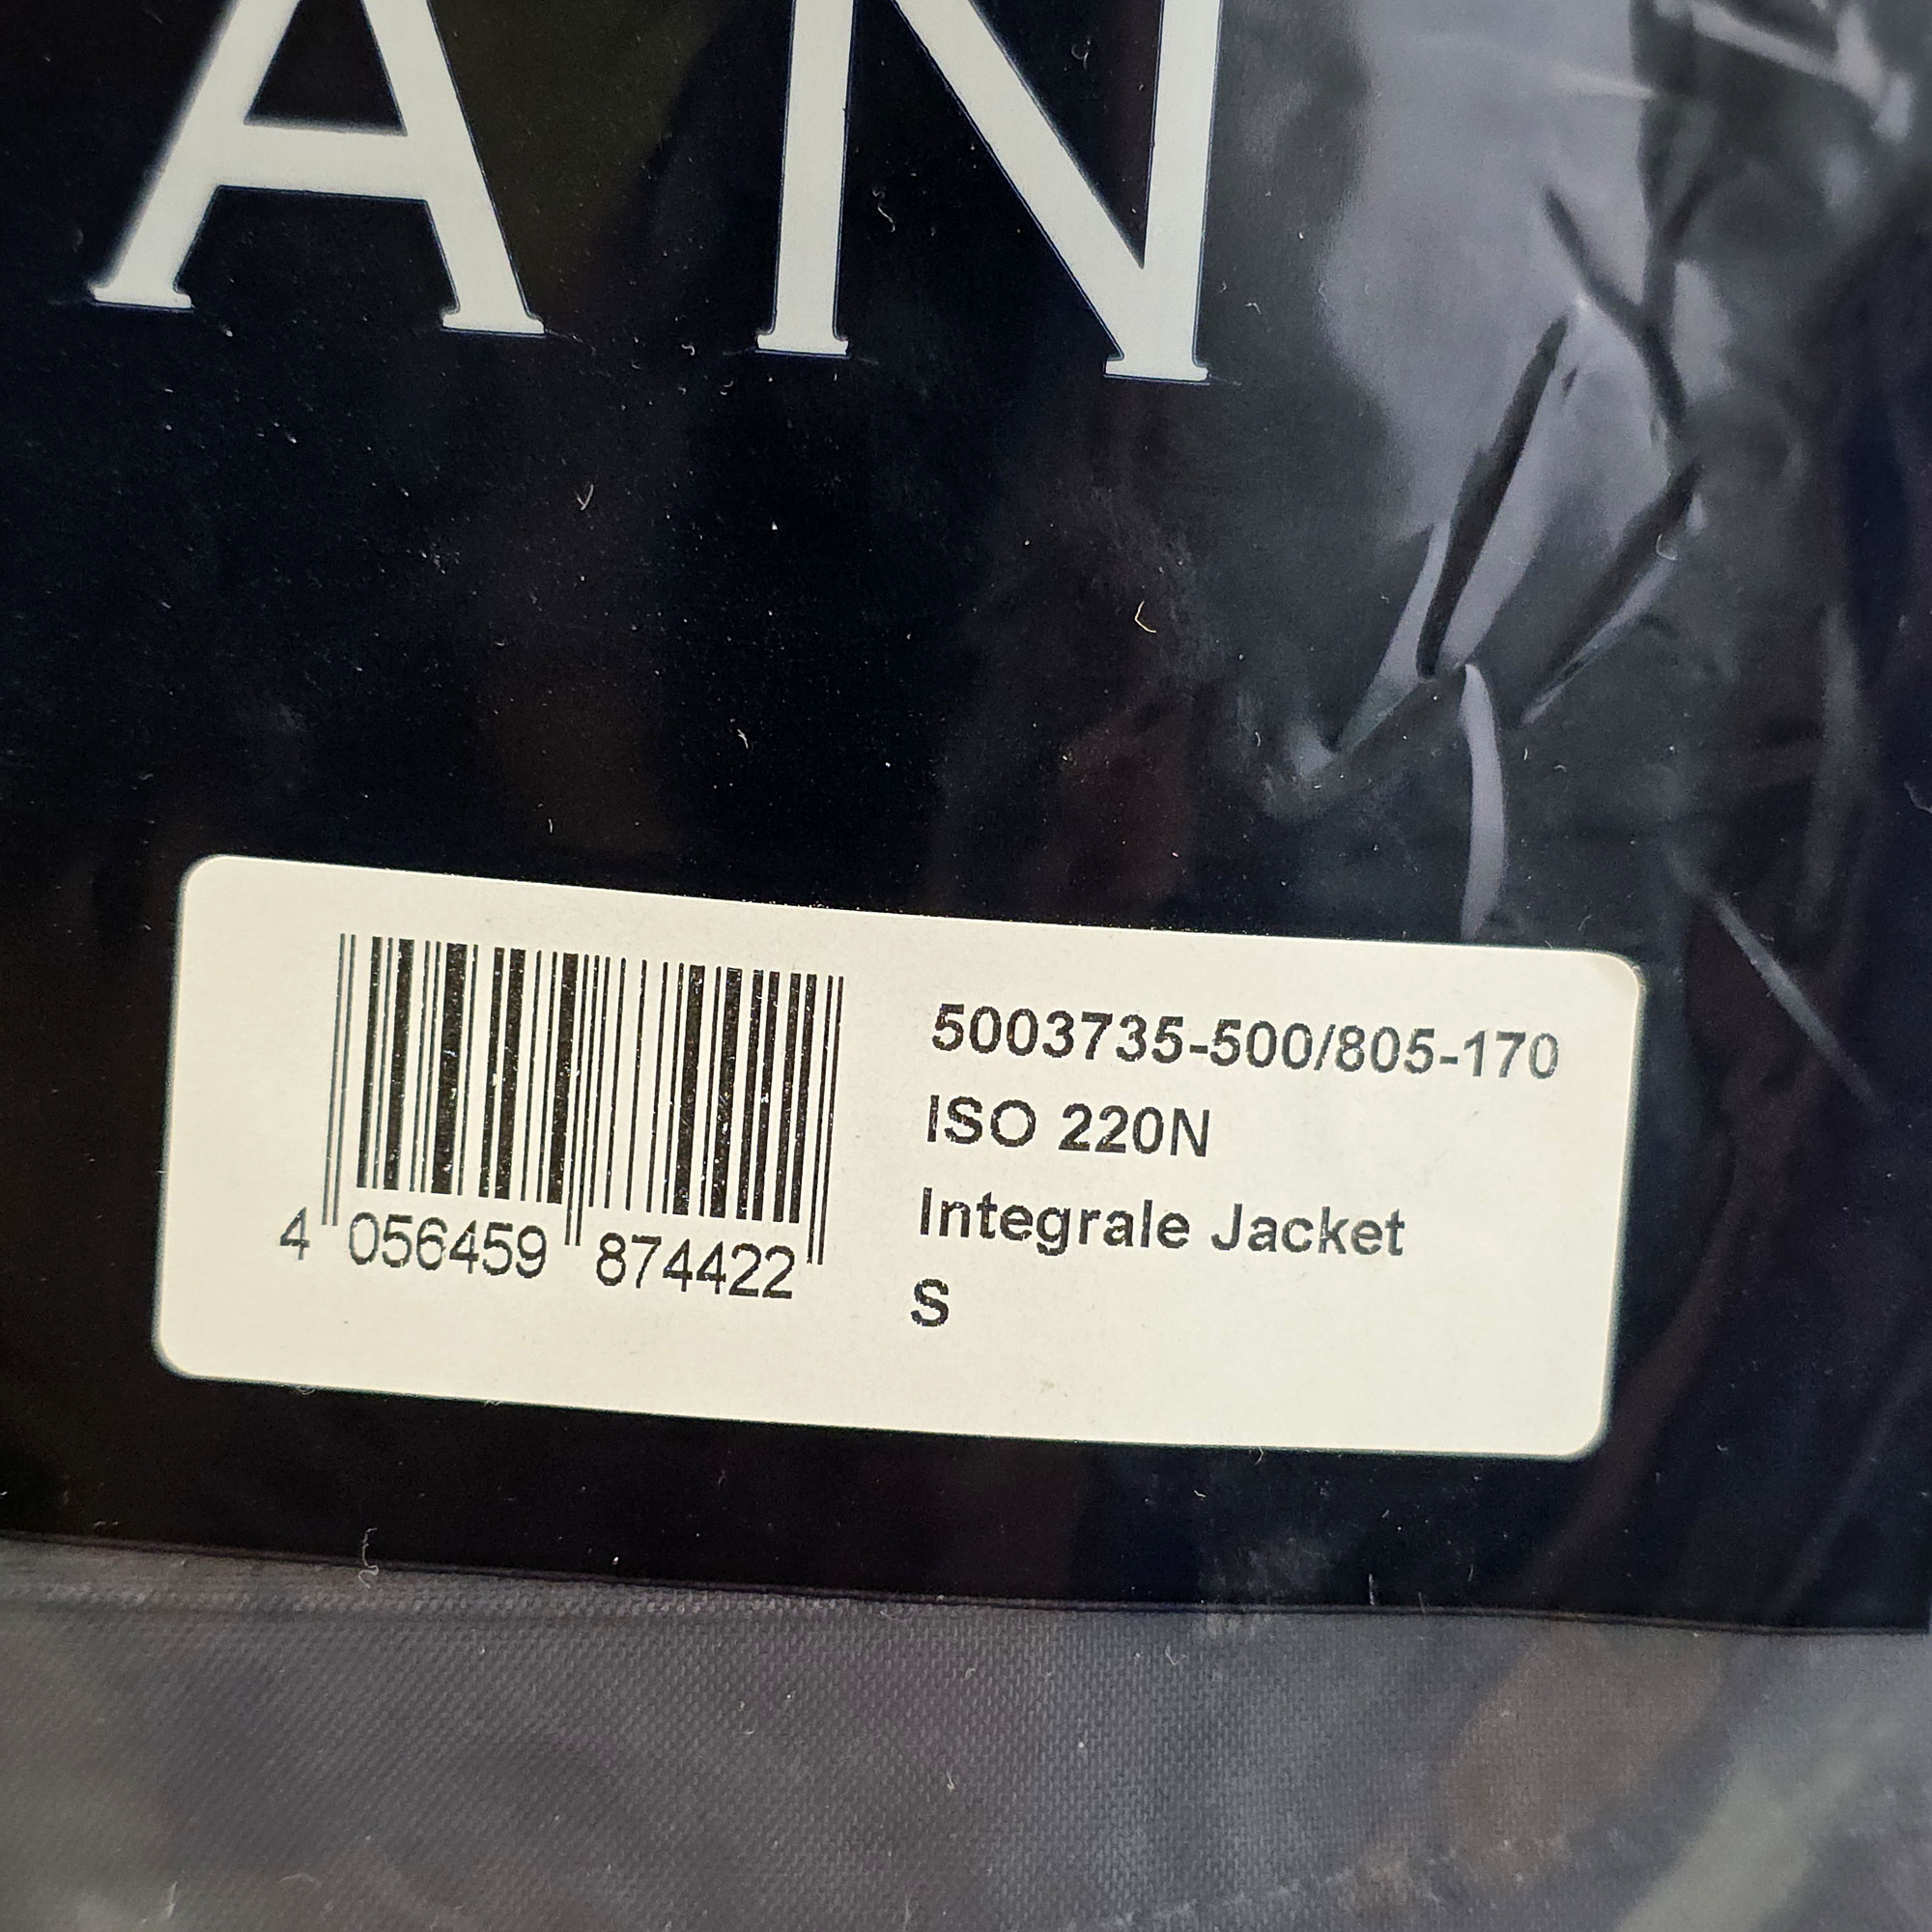 AN
5003735-500/805-170
ISO 220N
Integrale Jacket
S
4 056459 874422